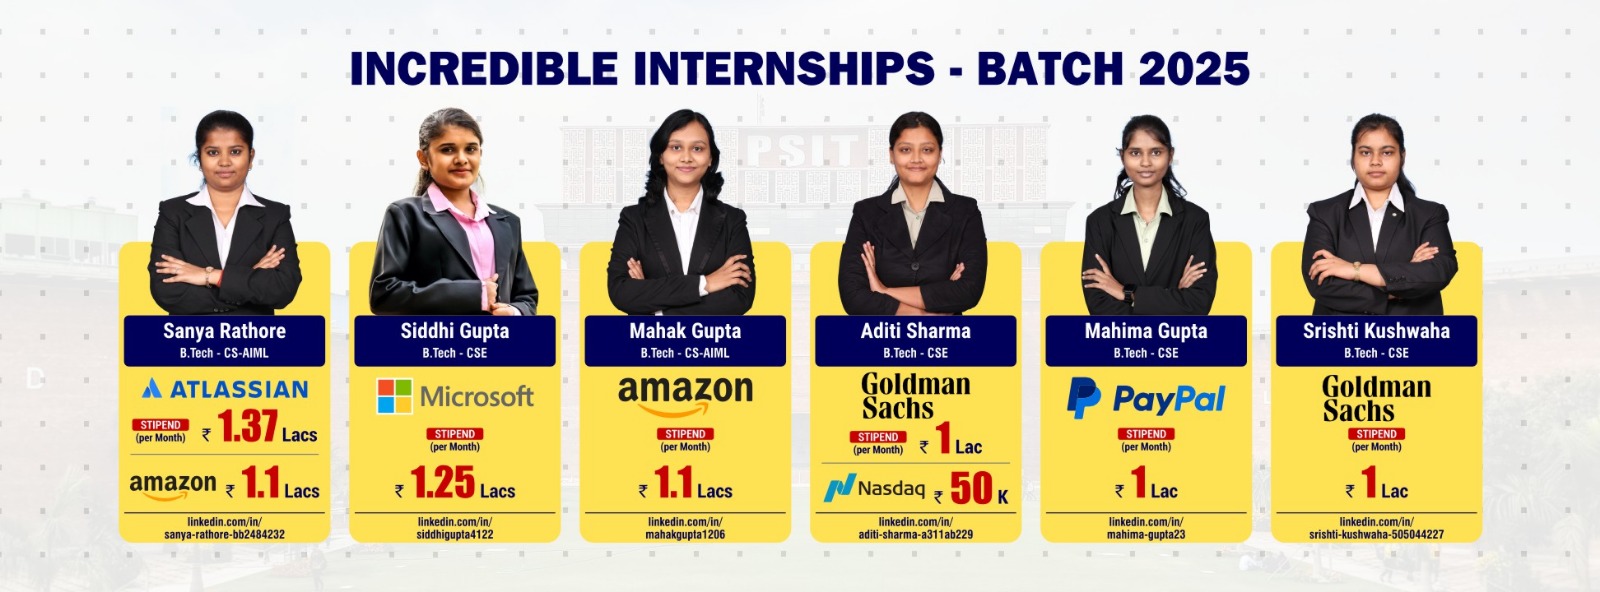 INCREDIBLE INTERNSHIPS - BATCH 2025
PSIT
Sanya Rathore
B.Tech - CS-AIML
ATLASSIAN
STIPEND
(per Month)
₹ 1.37 Lacs
amazon ₹ 1.1 Lacs
linkedin.com/in/
sanya-rathore-bb2484232
Siddhi Gupta
B.Tech - CSE
Microsoft
STIPEND
(per Month)
₹ 1.25 Lacs
linkedin.com/in/
siddhigupta4122
Mahak Gupta
B.Tech - CS-AIML
amazon
STIPEND
(per Month)
₹ 1.1 Lacs
linkedin.com/in/
mahakgupta1206
Aditi Sharma
B.Tech - CSE
Goldman
Sachs
STIPEND
(per Month)
₹ 1 Lac
Nasdaq ₹ 50 K
linkedin.com/in/
aditi-sharma-a311ab229
Mahima Gupta
B.Tech - CSE
PayPal
STIPEND
(per Month)
₹ 1 Lac
linkedin.com/in/
mahima-gupta23
Srishti Kushwaha
B.Tech - CSE
Goldman
Sachs
STIPEND
(per Month)
₹ 1 Lac
linkedin.com/in/
srishti-kushwaha-505044227